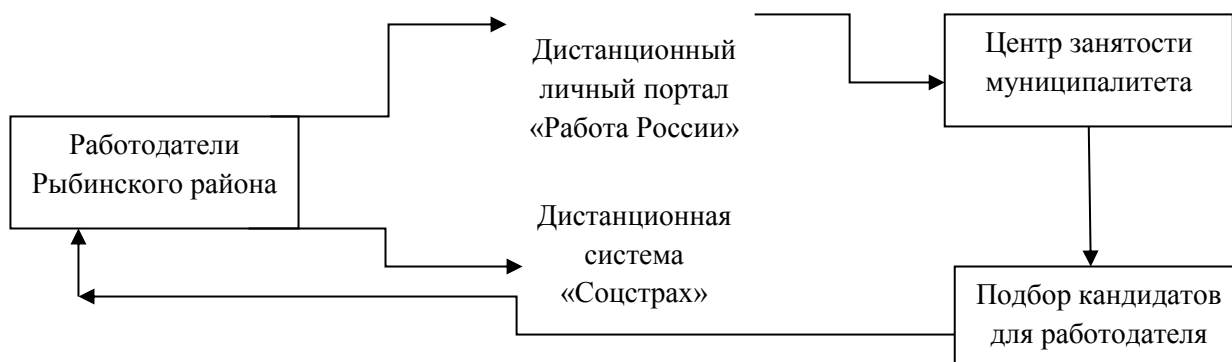 Работодатели
Рыбинского района
Дистанционный
личный портал
«Работа России»
Дистанционная
система
«Соцстрах»
Центр занятости
муниципалитета
Подбор кандидатов
для работодателя